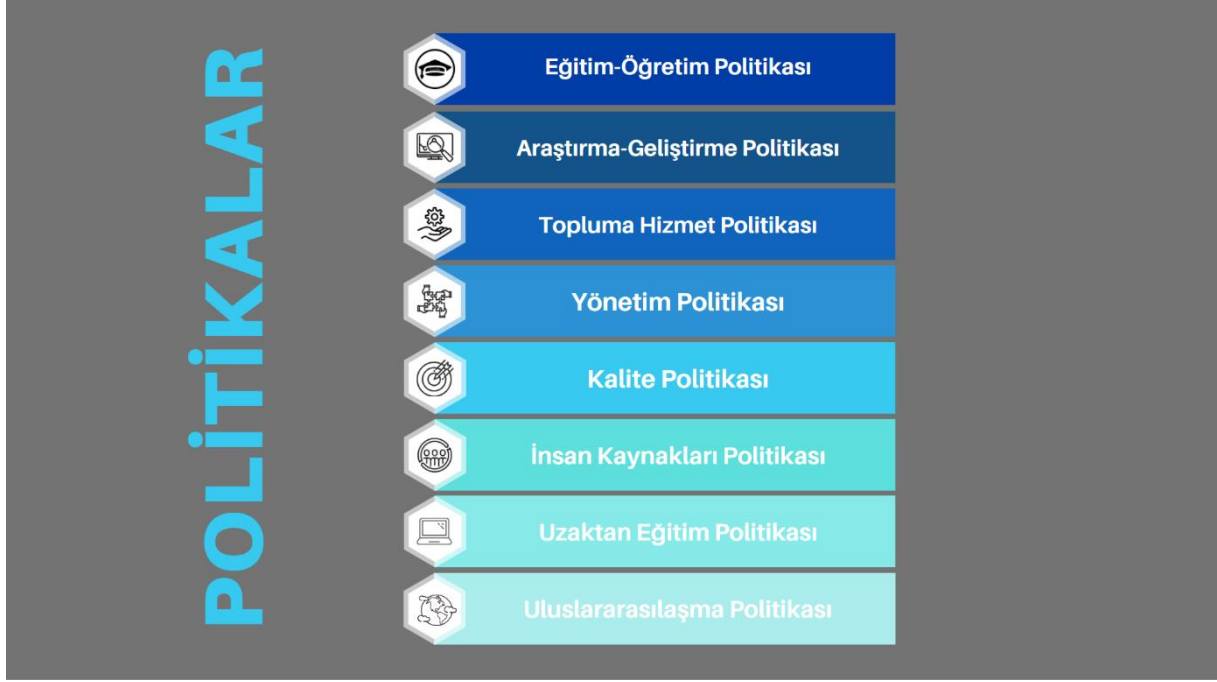 POLİTİKALAR
Eğitim-Öğretim Politikası
Araştırma-Geliştirme Politikası
Topluma Hizmet Politikası
Yönetim Politikası
Kalite Politikası
İnsan Kaynakları Politikası
Uzaktan Eğitim Politikası
Uluslararasılaşma Politikası